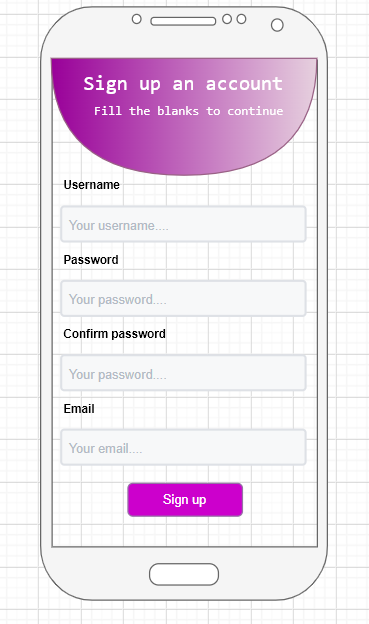 Sign up an account
Fill the blanks to continue
Username
Your username....
Password
Your password....
Confirm password
Your password....
Email
Your email....
Sign up